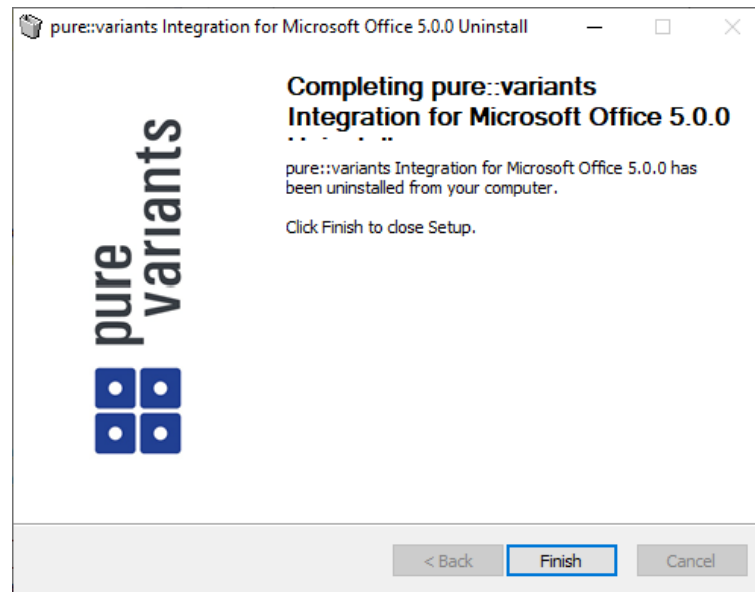 pure::variants Integration for Microsoft Office 5.0.0 Uninstall
Completing pure::variants
Integration for Microsoft Office 5.0.0
pure::variants Integration for Microsoft Office 5.0.0 has
been uninstalled from your computer.
Click Finish to close Setup.
pure
variants
< Back
Finish
Cancel